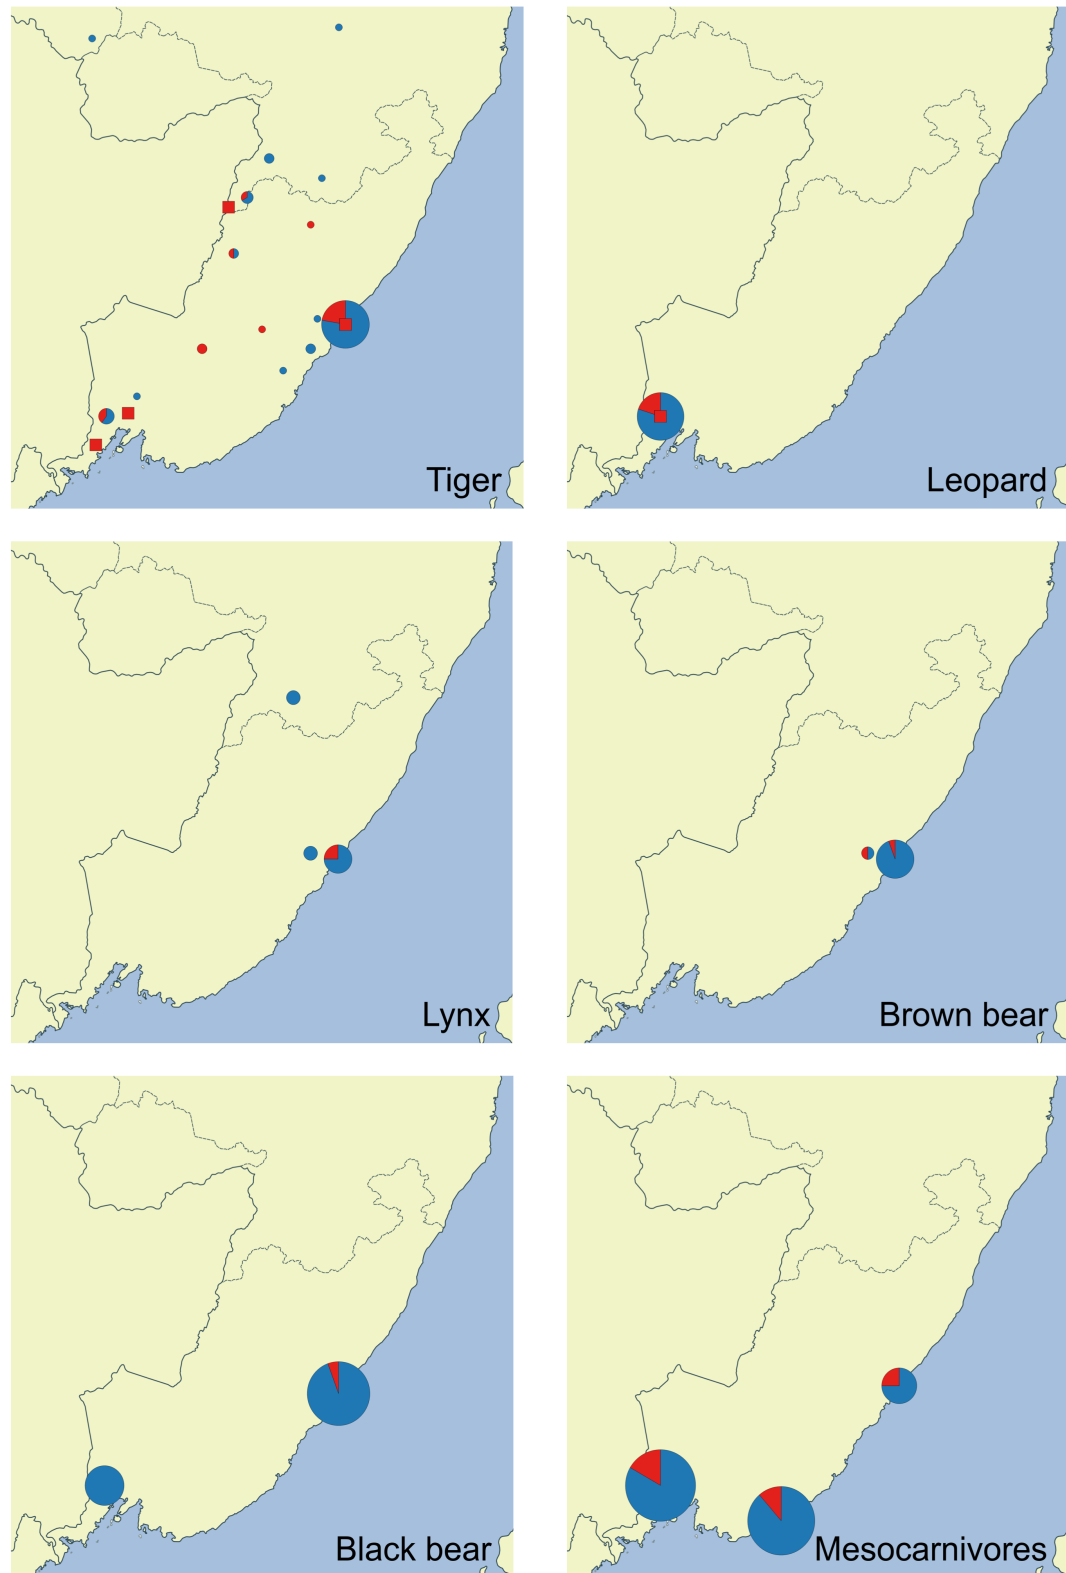 Tiger
Leopard
Lynx
Brown bear
Black bear
Mesocarnivores